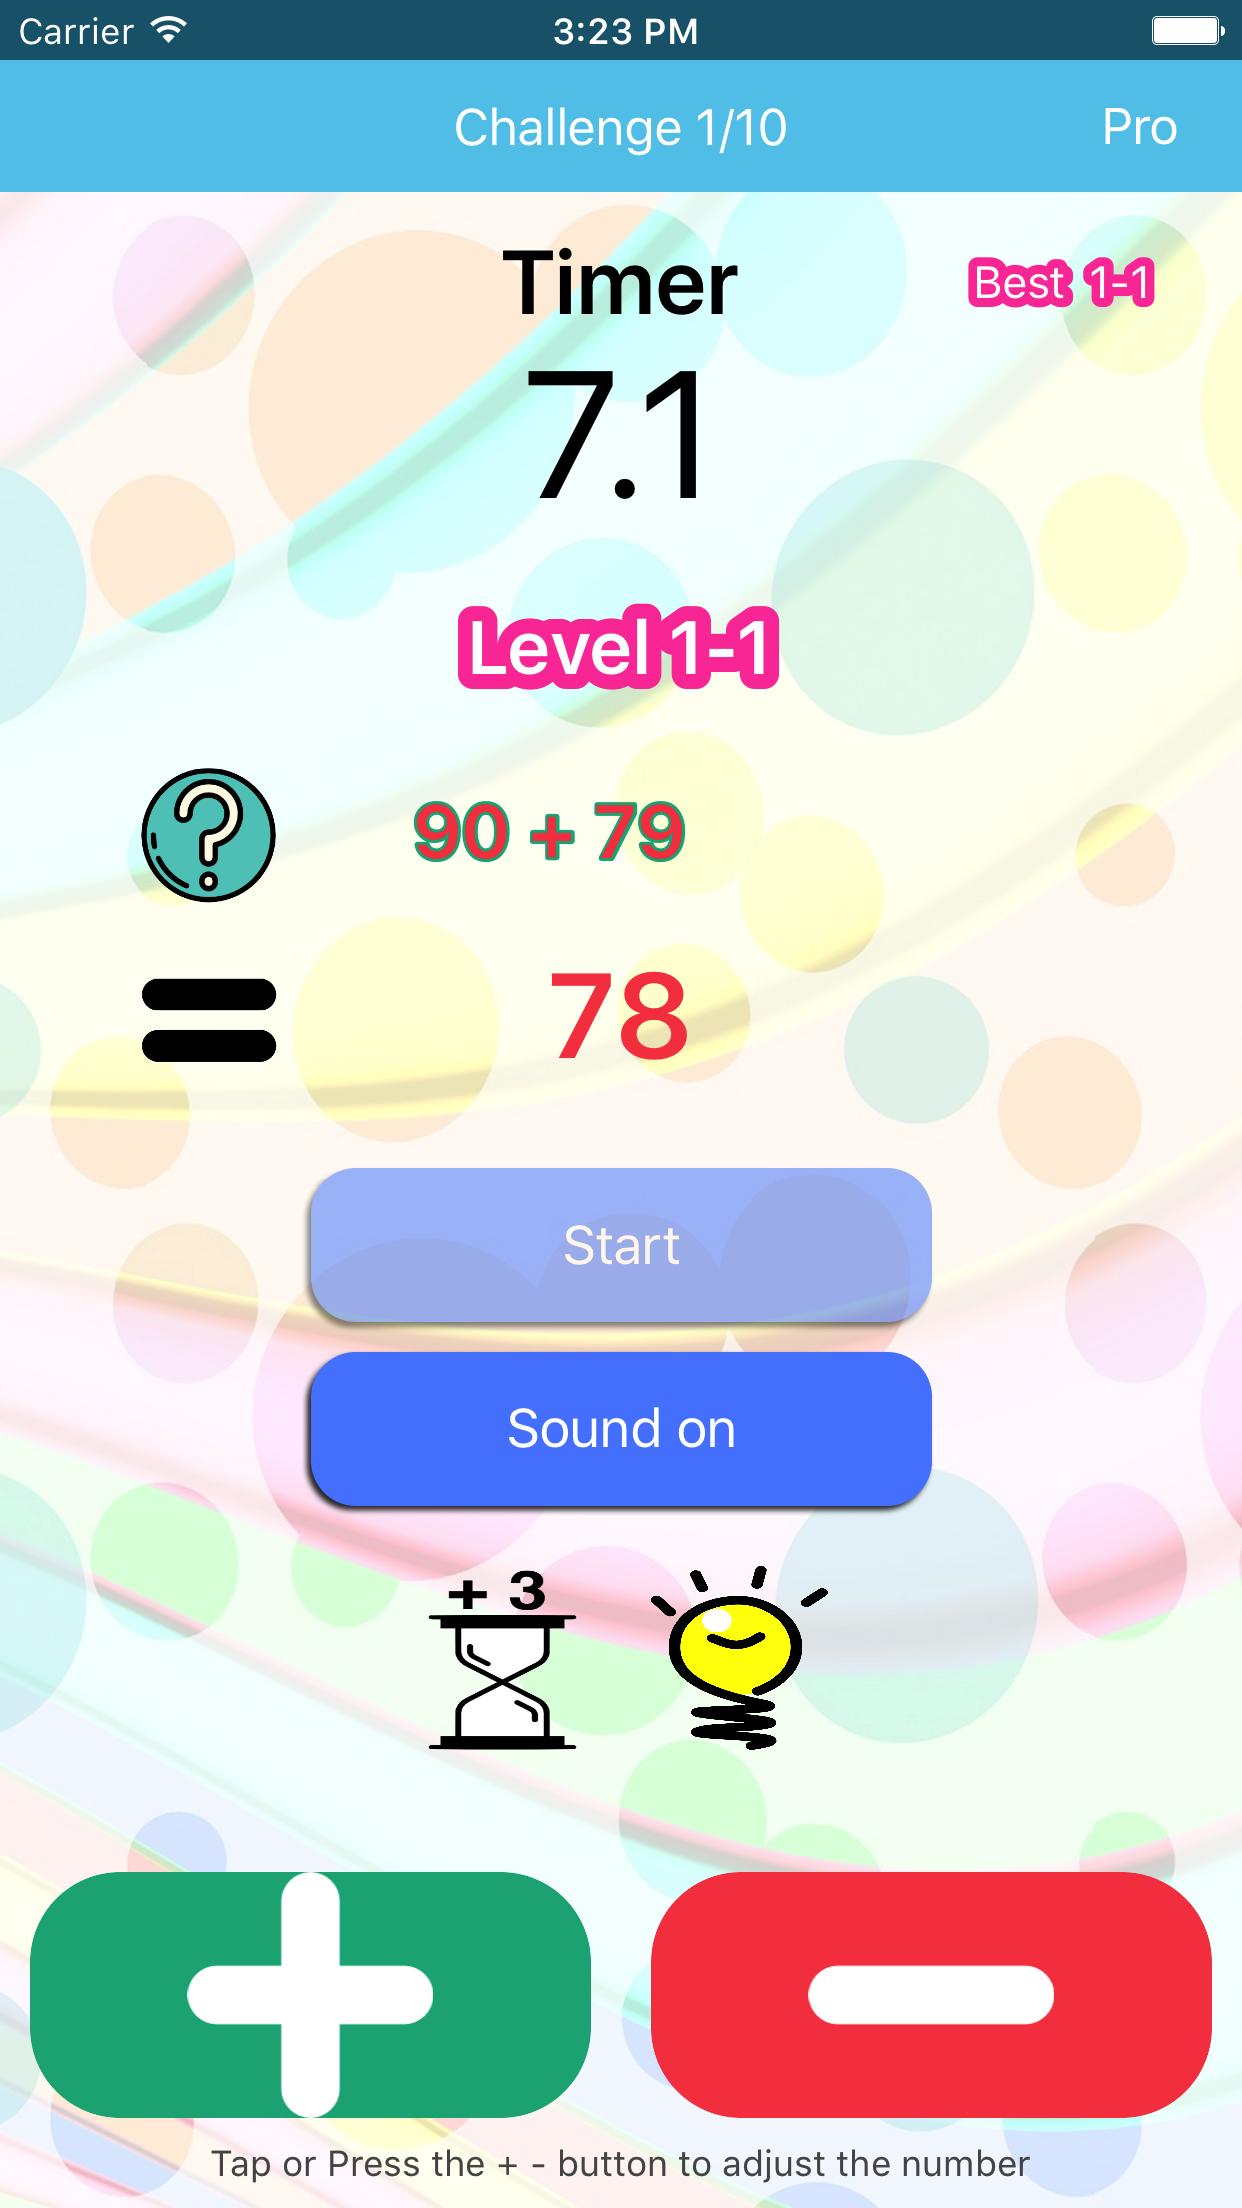 Carrier 3:23 PM
Challenge 1/10 Pro
Timer
Best 1-1
7.1
Level 1-1
?
90 + 79
= 78
Start
Sound on
+ 3
+ -
Tap or Press the + - button to adjust the number